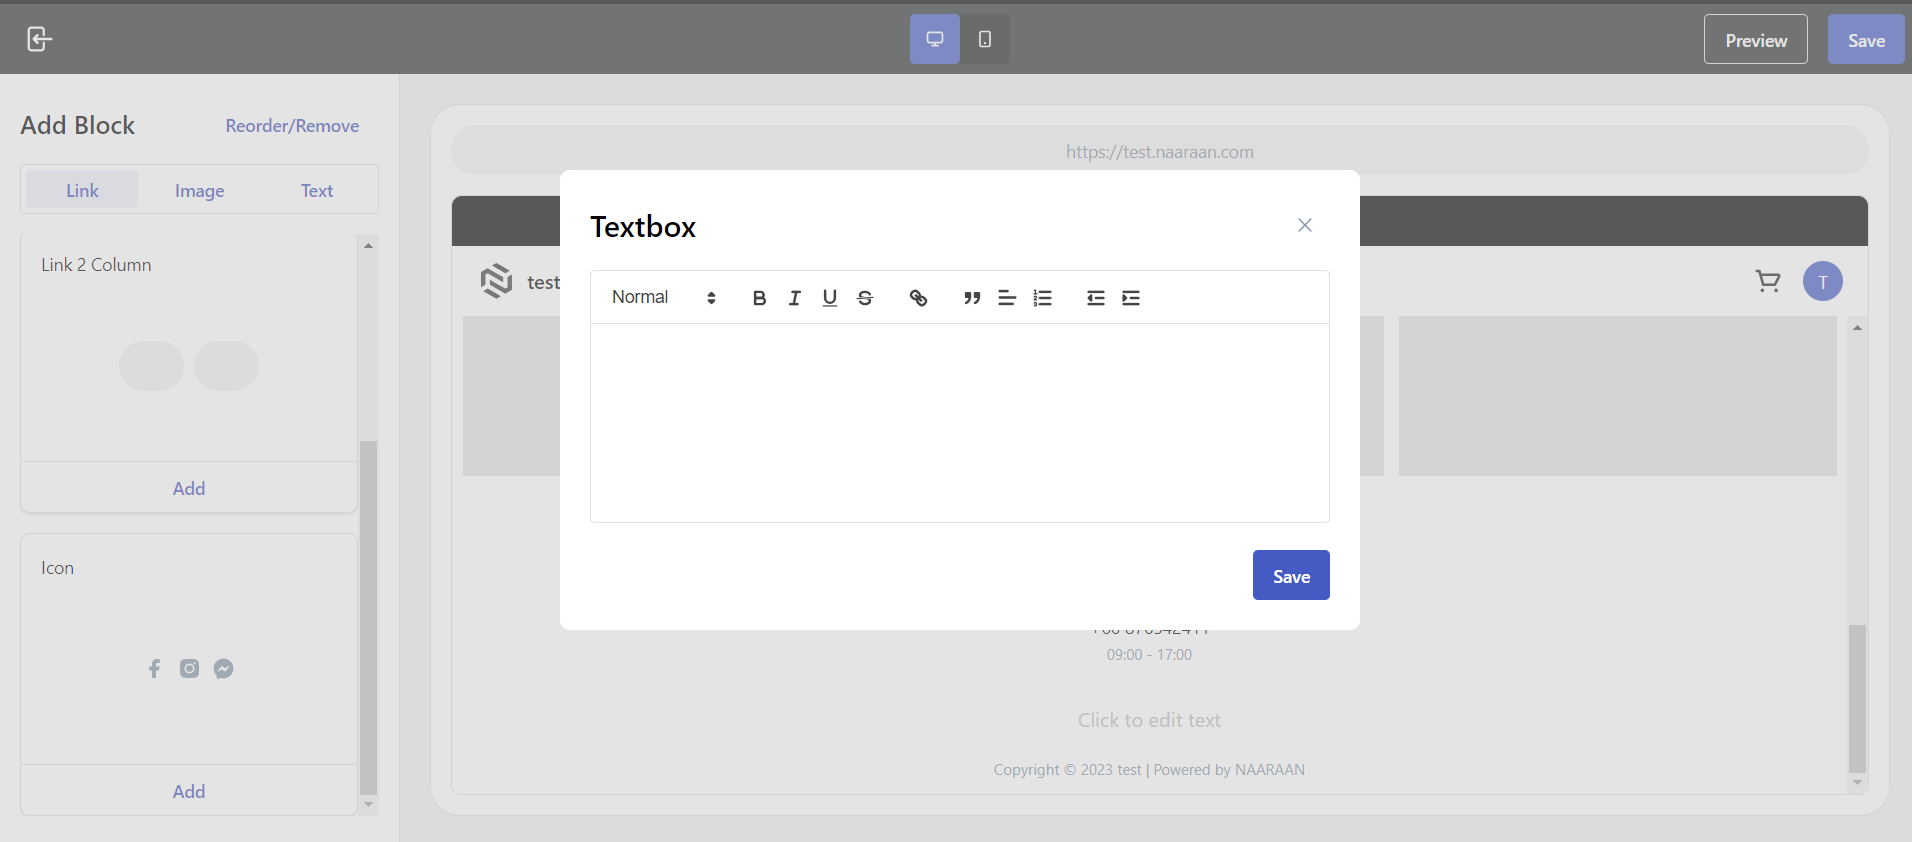 Preview
Save
Add Block
Reorder/Remove
Link
Image
Text
Link 2 Column
Add
Icon
Add
https://test.naaraan.com
test
T
Textbox
Normal
B I U S
Save
09:00 - 17:00
Click to edit text
Copyright © 2023 test | Powered by NAARAAN